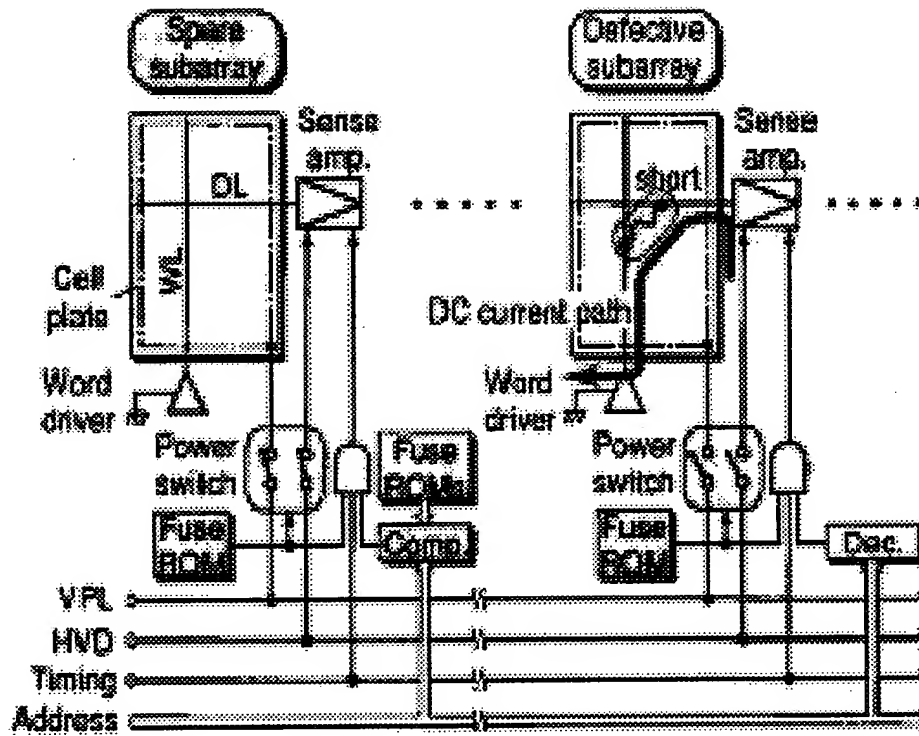 Spare
subarray
Defective
subarray
Sense
amp.
Sense
amp.
DL
short
WL
Cell
plate
DC current path
Word
driver
Word
driver
Power
switch
Fuse
ROMs
Power
switch
Fuse
ROM
Comp.
Fuse
ROM
Dec.
VPL
HVD
Timing
Address